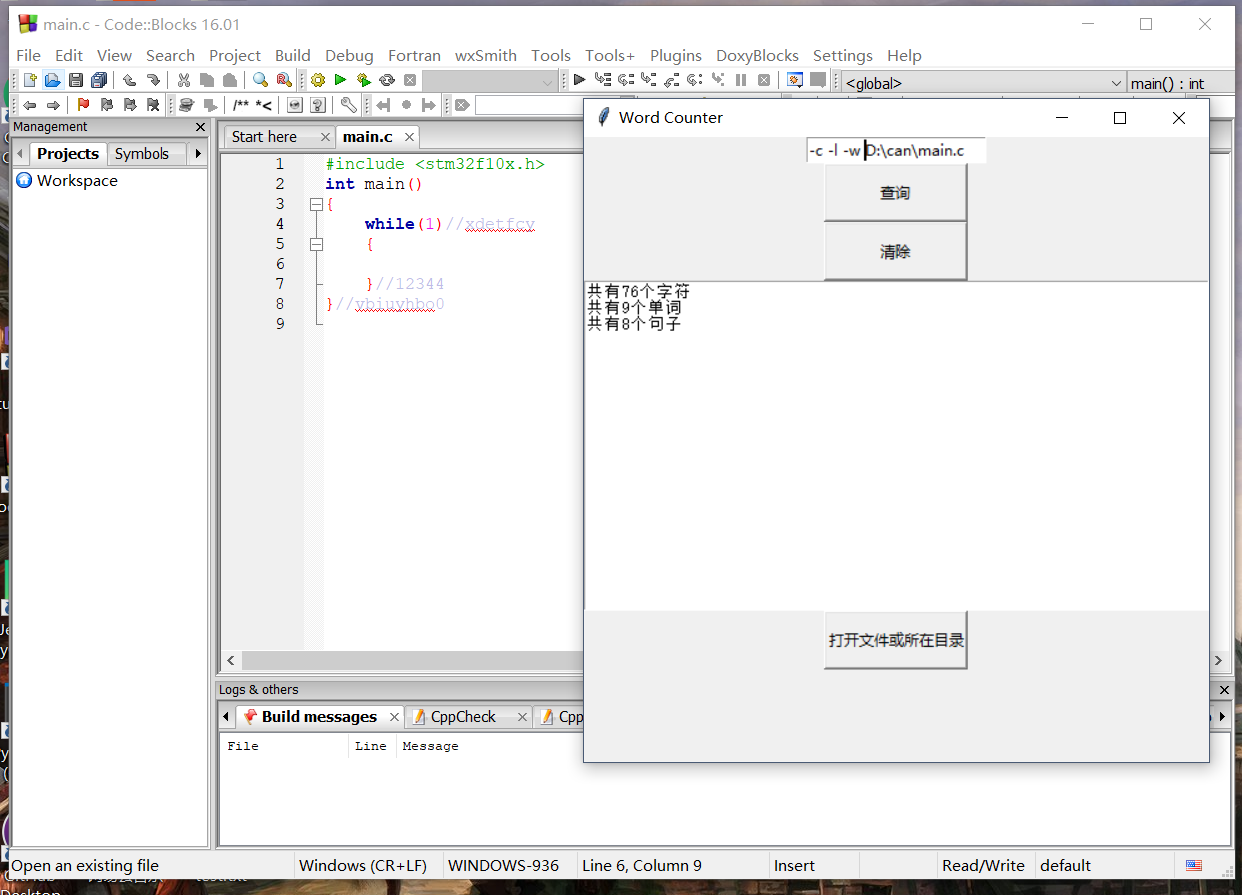 main.c - Code::Blocks 16.01
File Edit View Search Project Build Debug Fortran wxSmith Tools Tools+ Plugins DoxyBlocks Settings Help
<global>
main() : int
/** *<
Management
Projects Symbols
Workspace
Start here main.c
1 #include <stm32f10x.h>
2 int main()
3 {
4 while(1)//xdetfcy
5 {
6
7 }//12344
8 }//vbiuyhbo0
9
Word Counter
-c -l -w D:\can\main.c
查询
清除
共有76个字符
共有9个单词
共有8个句子
打开文件或所在目录
Logs & others
Build messages CppCheck Cpp
File Line Message
Open an existing file Windows (CR+LF) WINDOWS-936 Line 6, Column 9 Insert Read/Write default
Desktop